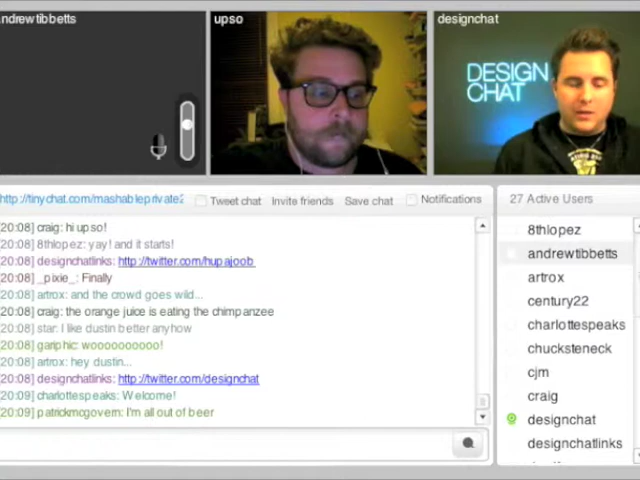 andrewtibbetts
upso
designchat
DESIGN
CHAT
http://tinychat.com/mashableprivate2
Tweet chat
Invite friends
Save chat
Notifications
27 Active Users
[20:08] craig: hi upso!
[20:08] 8thlopez: yay! and it starts!
[20:08] designchatlinks: http://twitter.com/hupajoob
[20:08] _pixie_: Finally
[20:08] artrox: and the crowd goes wild...
[20:08] craig: the orange juice is eating the chimpanzee
[20:08] star: I like dustin better anyhow
[20:08] gariphic: woooooooooo!
[20:08] artrox: hey dustin...
[20:08] designchatlinks: http://twitter.com/designchat
[20:09] charlottespeaks: Welcome!
[20:09] patrickmcgovern: I'm all out of beer
8thlopez
andrewtibbetts
artrox
century22
charlottespeaks
chucksteneck
cjm
craig
designchat
designchatlinks